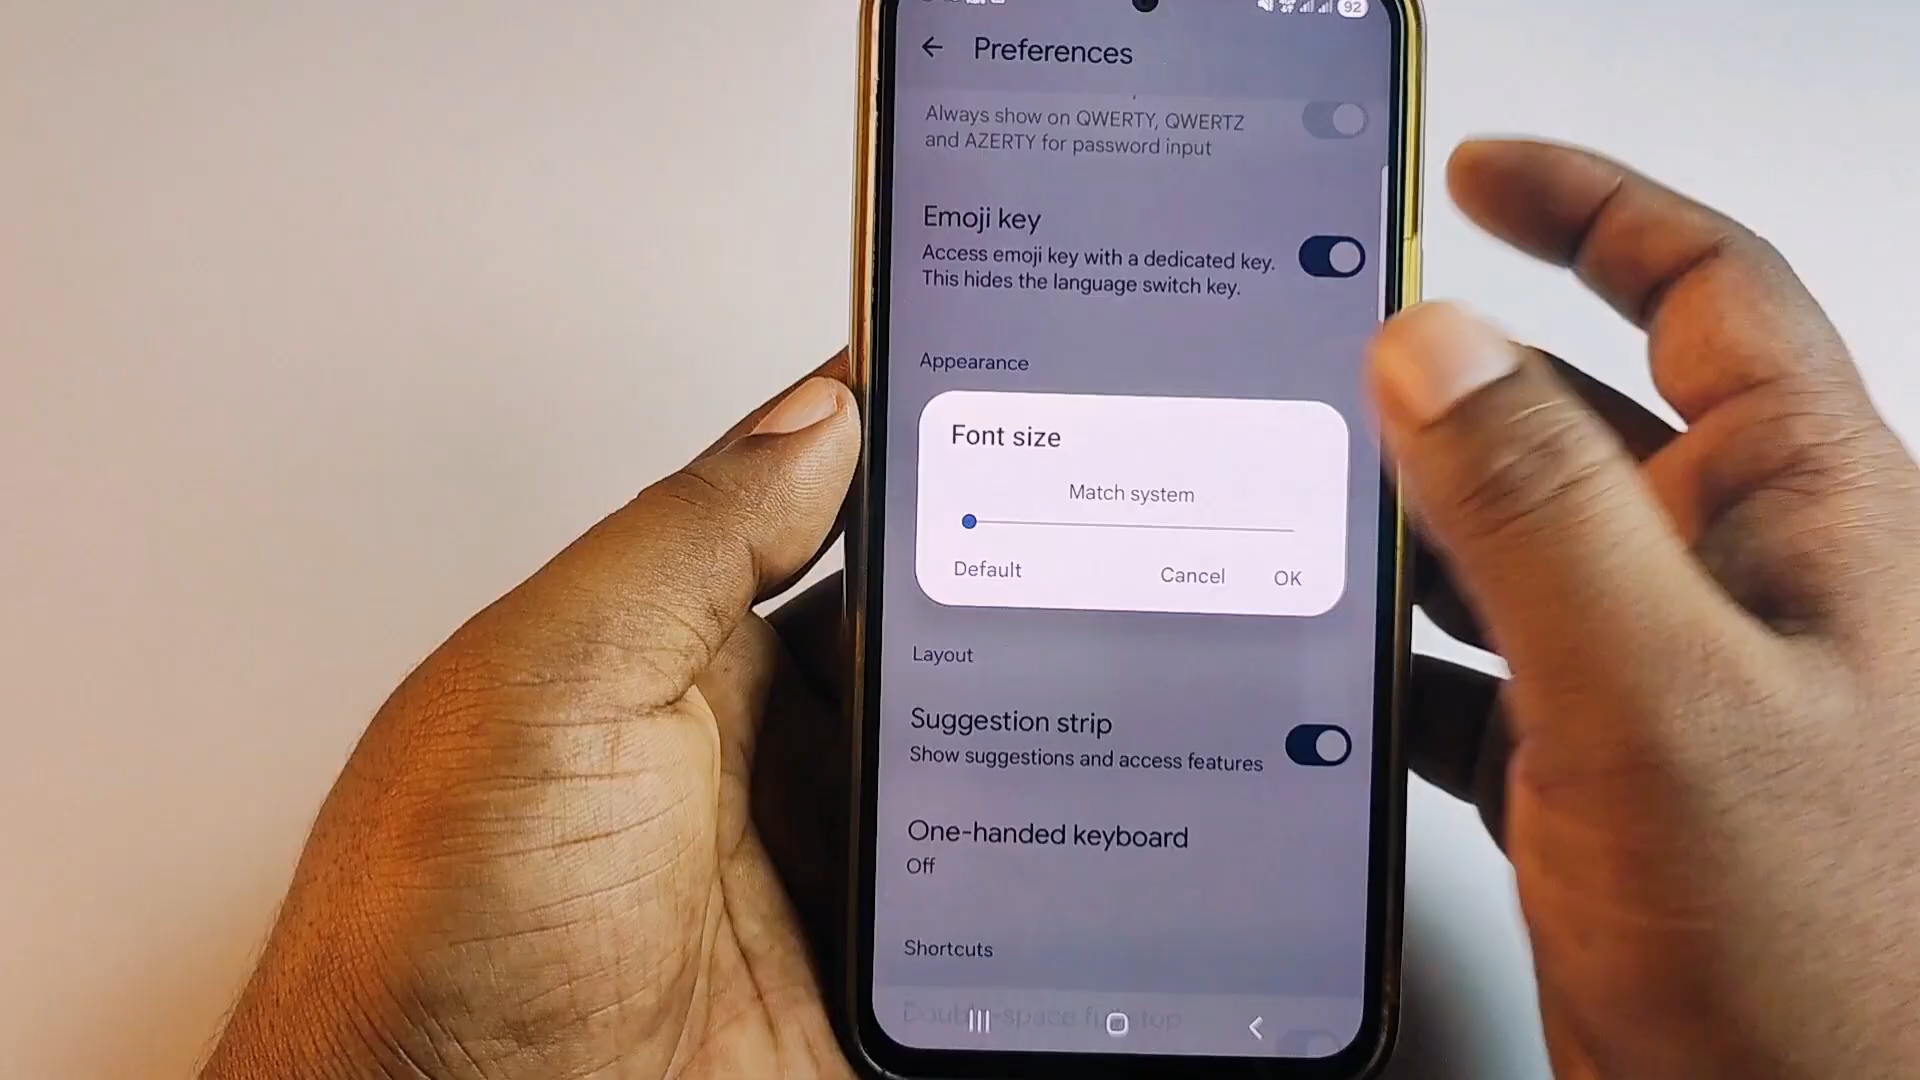 92
Preferences
Always show on QWERTY, QWERTZ
and AZERTY for password input
Emoji key
Access emoji key with a dedicated key.
This hides the language switch key.
Appearance
Font size
Match system
Default
Cancel
OK
Layout
Suggestion strip
Show suggestions and access features
One-handed keyboard
Off
Shortcuts